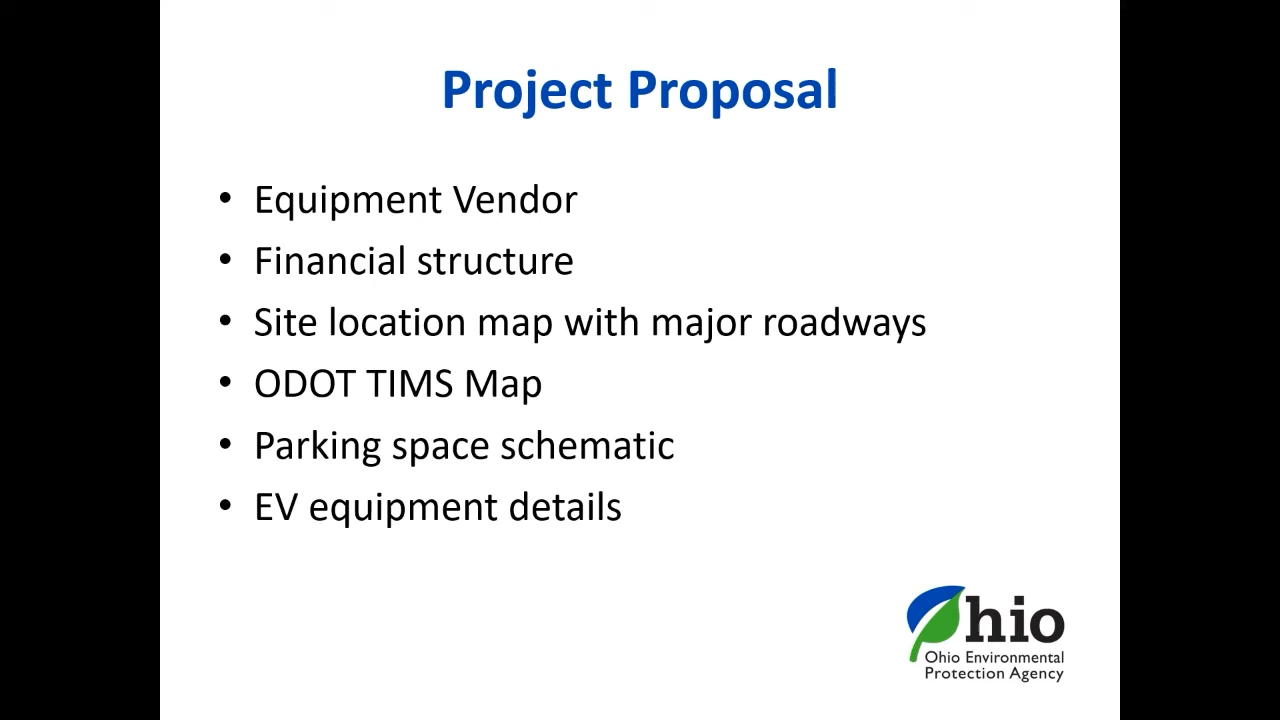 Project Proposal
• Equipment Vendor
• Financial structure
• Site location map with major roadways
• ODOT TIMS Map
• Parking space schematic
• EV equipment details
Ohio
Ohio Environmental
Protection Agency